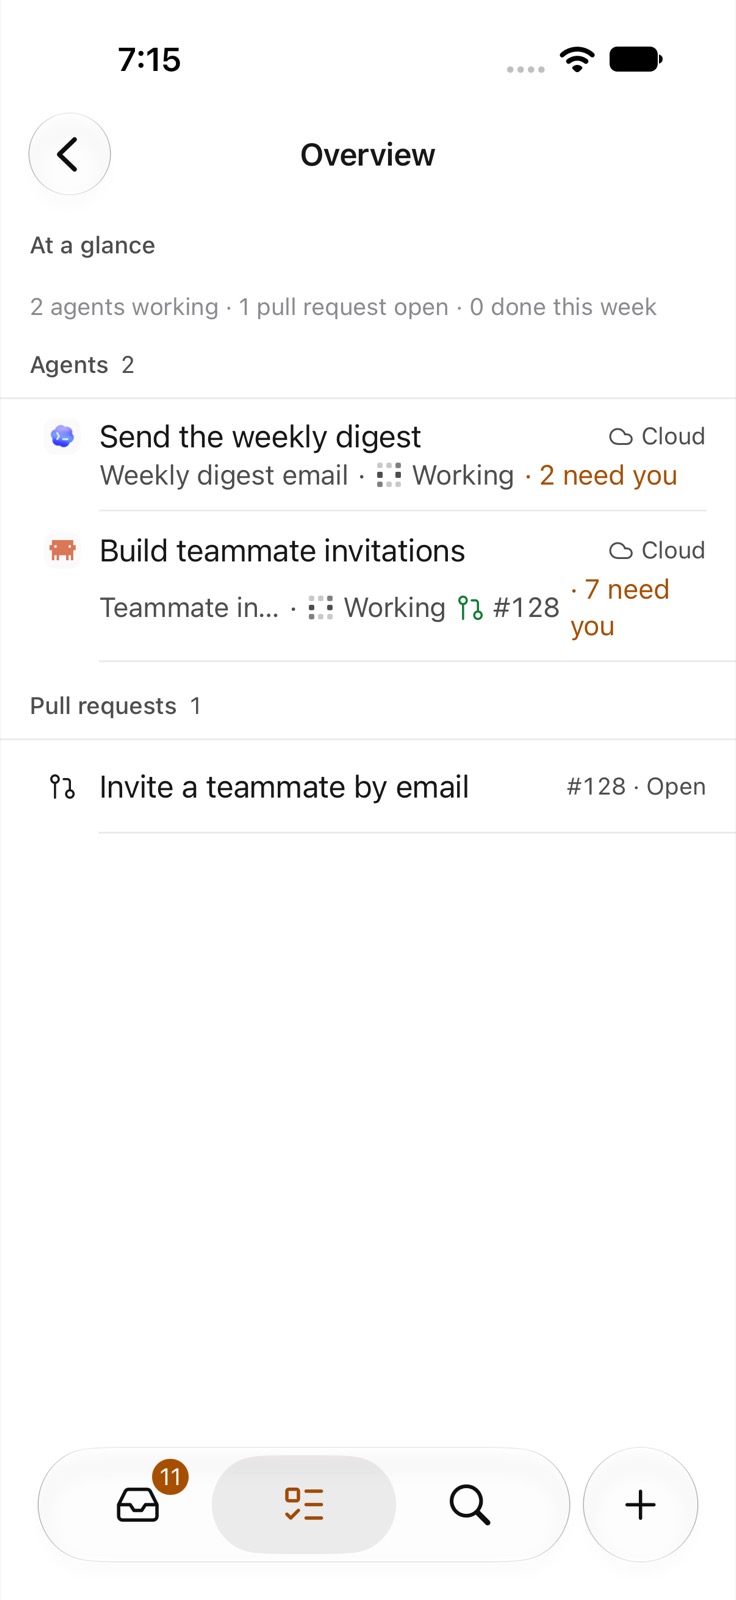 7:15
Overview
At a glance
2 agents working · 1 pull request open · 0 done this week
Agents 2
Send the weekly digest
Cloud
Weekly digest email · Working · 2 need you
Build teammate invitations
Cloud
Teammate in... · Working #128 · 7 need
you
Pull requests 1
Invite a teammate by email
#128 · Open
11